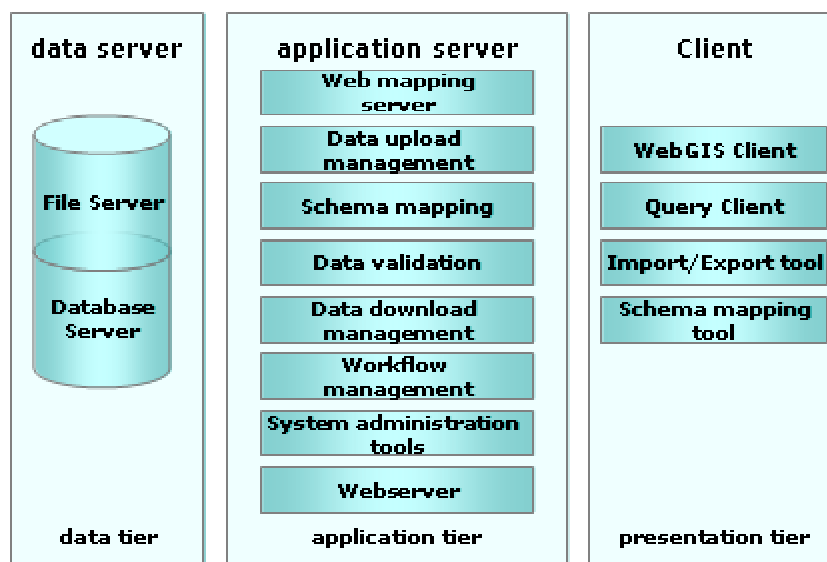 data server
File Server
Database
Server
data tier
application server
Web mapping
server
Data upload
management
Schema mapping
Data validation
Data download
management
Workflow
management
System administration
tools
Webserver
application tier
Client
WebGIS Client
Query Client
Import/Export tool
Schema mapping
tool
presentation tier